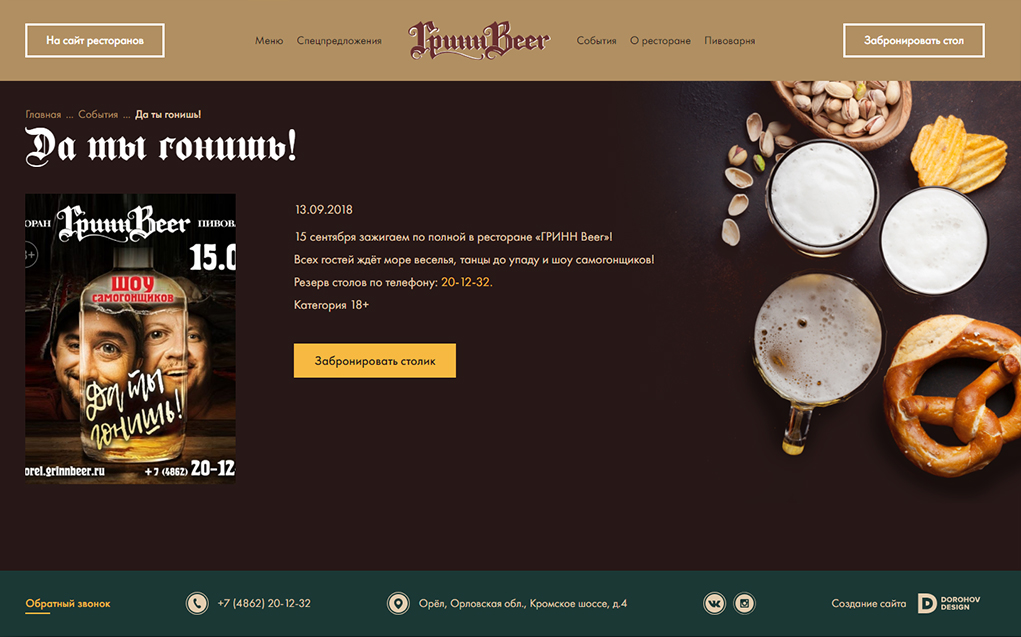 На сайт ресторанов
Меню
Спецпредложения
ГриннBeer
События
О ресторане
Пивоварня
Забронировать стол
Главная ... События ... Да ты гонишь!
Да ты гонишь!
ОРАН ГриннBeer ПИВОВА
15.0
ШОУ
самогонщиков
Да ты
гонишь!
orel.grinnbeer.ru
+7 (4862) 20-12
13.09.2018
15 сентября зажигаем по полной в ресторане «ГРИНН Beer»!
Всех гостей ждёт море веселья, танцы до упаду и шоу самогонщиков!
Резерв столов по телефону: 20-12-32.
Категория 18+
Забронировать столик
Обратный звонок
+7 (4862) 20-12-32
Орёл, Орловская обл., Кромское шоссе, д.4
Создание сайта
DOROHOV
DESIGN